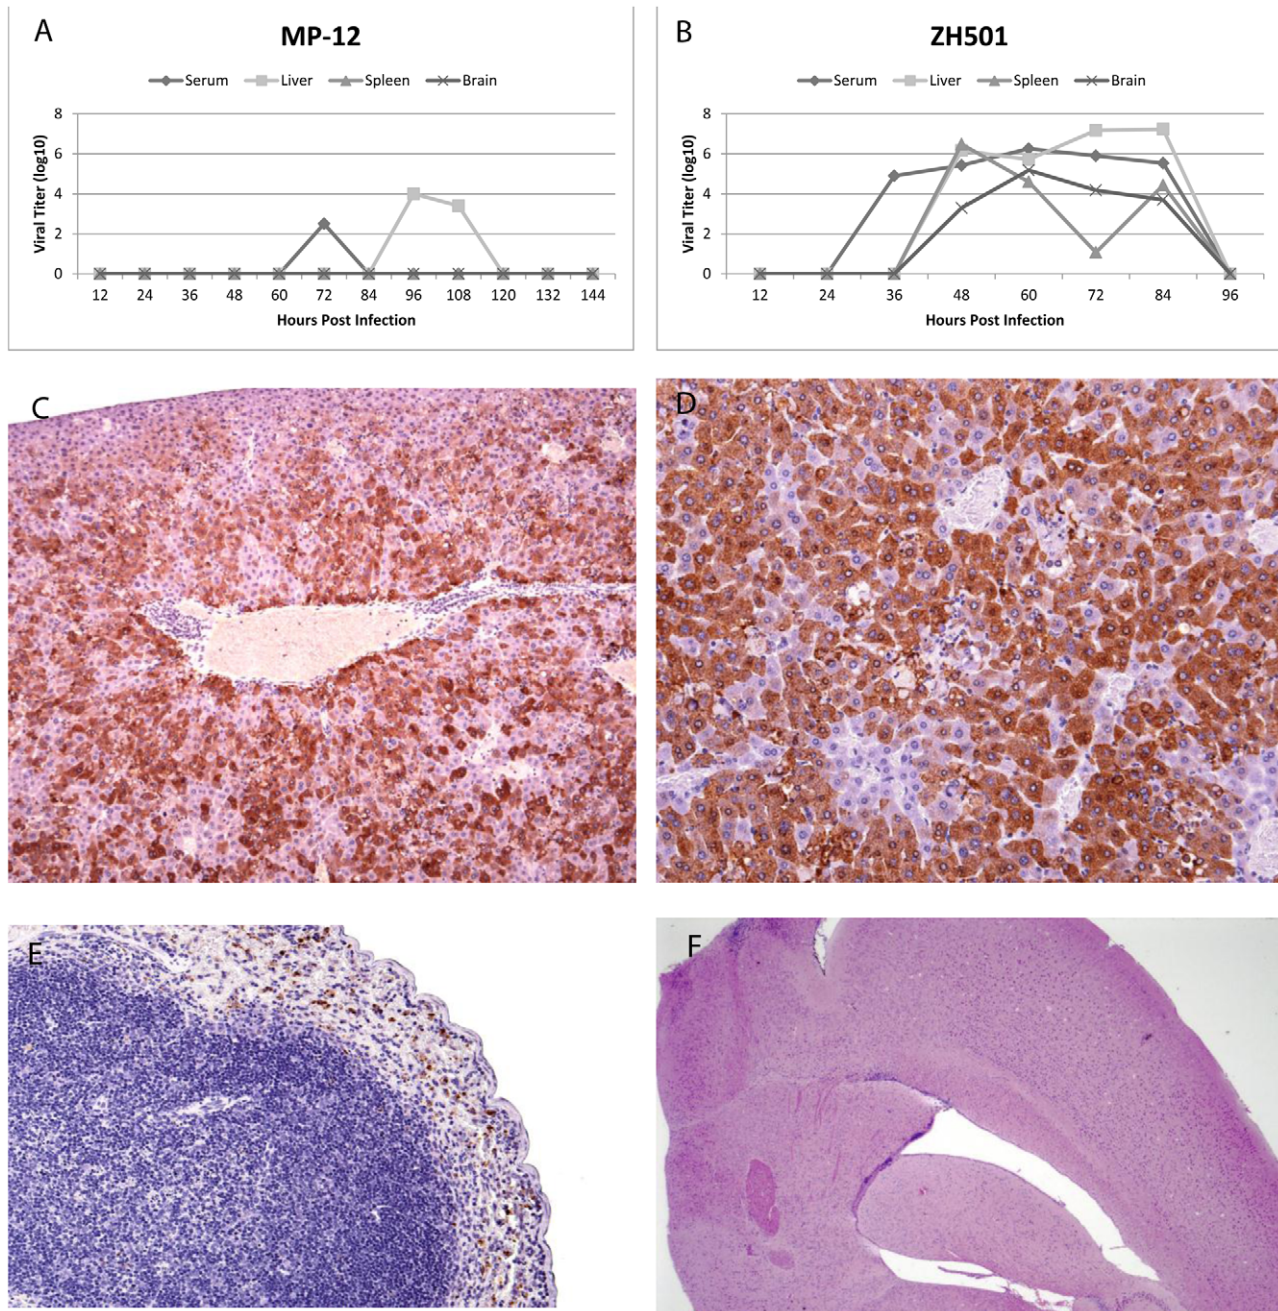 A
MP-12
Serum Liver Spleen Brain
Viral Titer (log10)
8
6
4
2
0
12 24 36 48 60 72 84 96 108 120 132 144
Hours Post Infection
B
ZH501
Serum Liver Spleen Brain
Viral Titer (log10)
8
6
4
2
0
12 24 36 48 60 72 84 96
Hours Post Infection
C
D
E
F